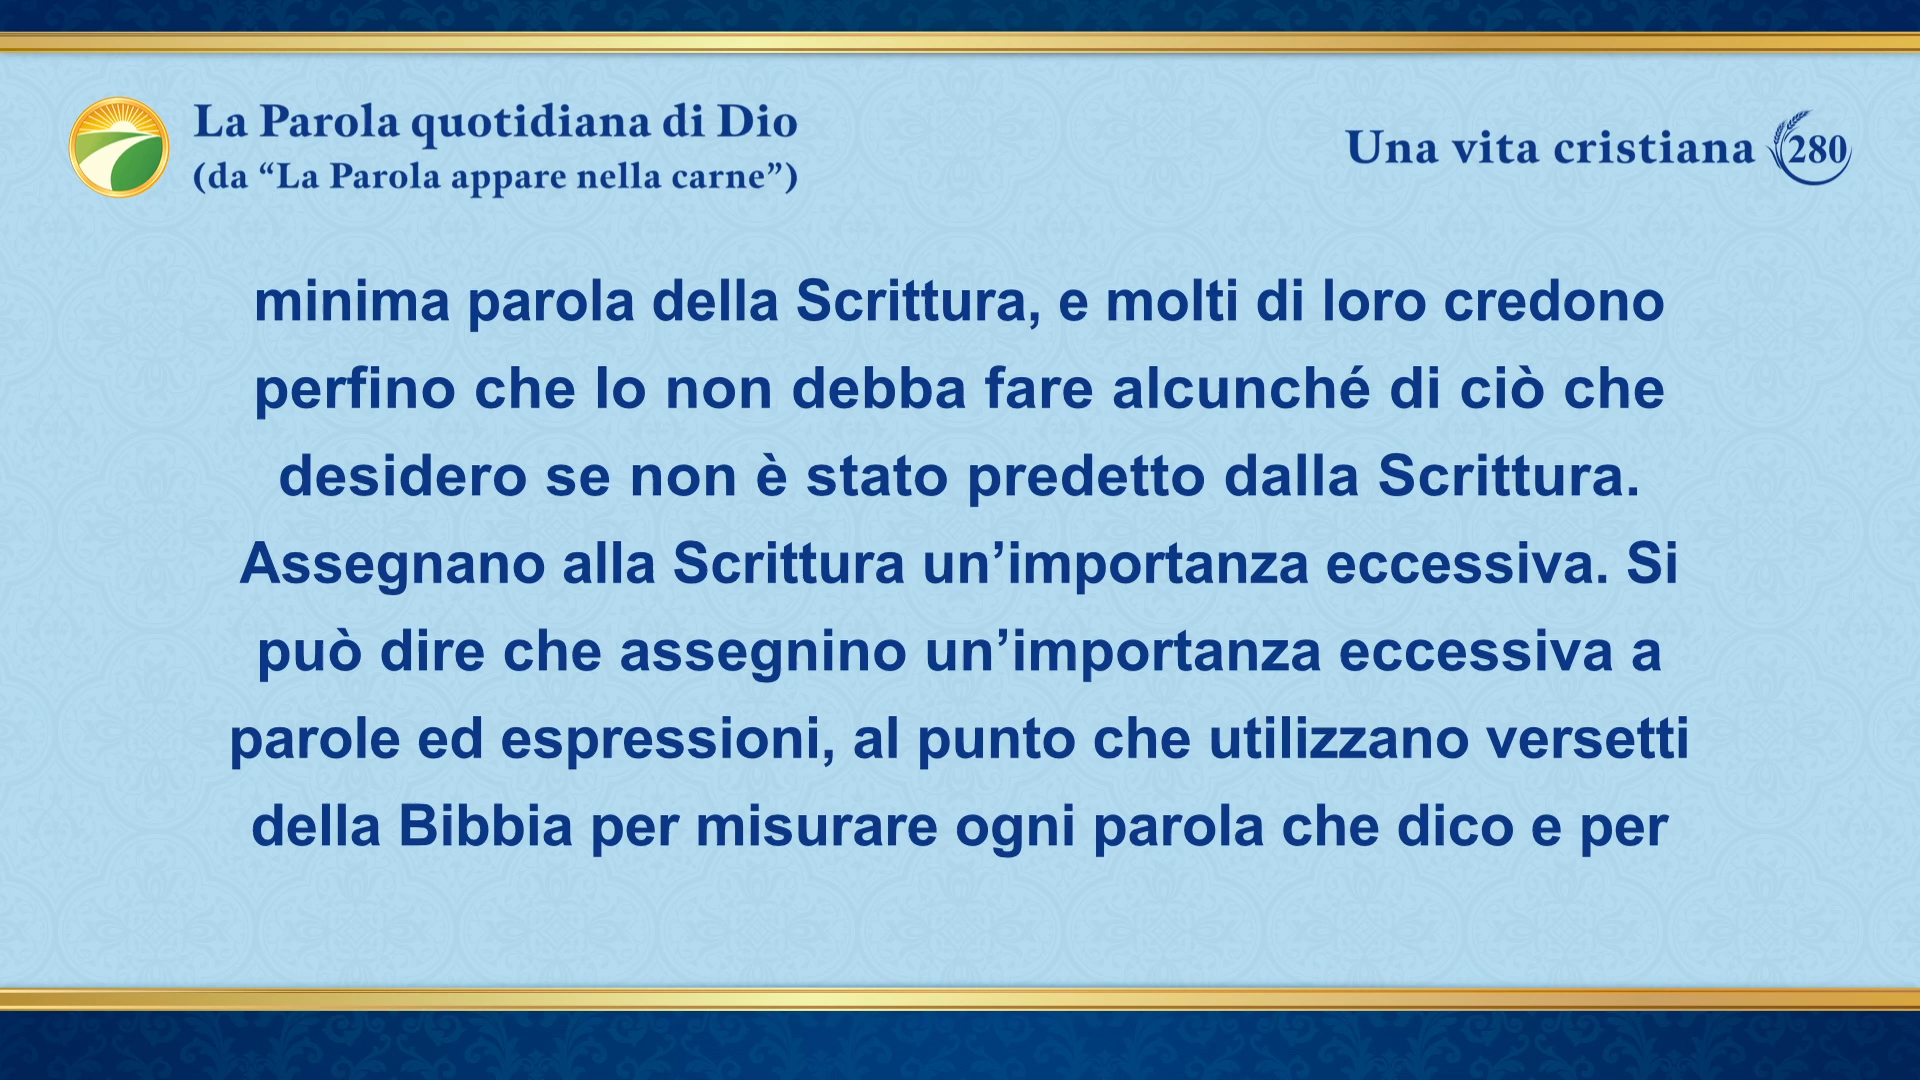 La Parola quotidiana di Dio
(da “La Parola appare nella carne”)
Una vita cristiana 280
minima parola della Scrittura, e molti di loro credono
perfino che Io non debba fare alcunché di ciò che
desidero se non è stato predetto dalla Scrittura.
Assegnano alla Scrittura un’importanza eccessiva. Si
può dire che assegnino un’importanza eccessiva a
parole ed espressioni, al punto che utilizzano versetti
della Bibbia per misurare ogni parola che dico e per